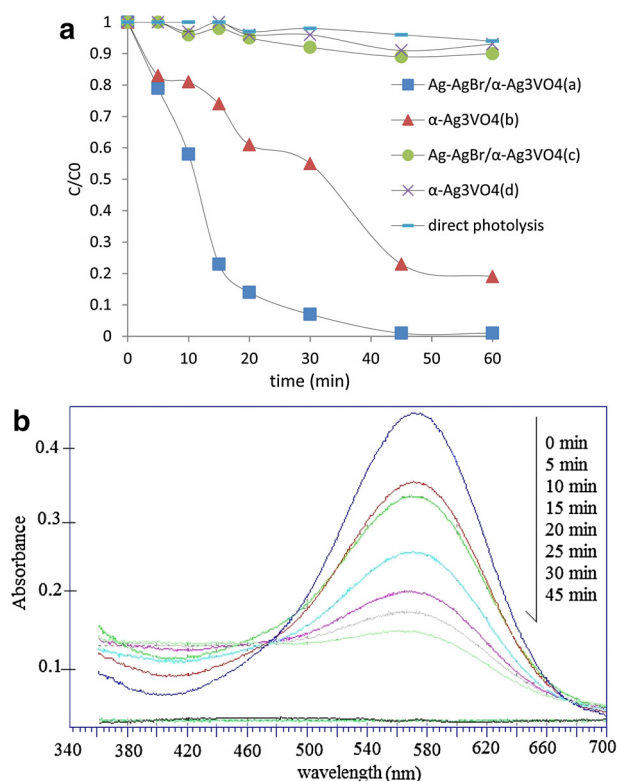 a
1
0.9
0.8
0.7
0.6
0.5
0.4
0.3
0.2
0.1
0
C/C0
0 10 20 30 40 50 60
time (min)
Ag-AgBr/α-Ag3VO4(a)
α-Ag3VO4(b)
Ag-AgBr/α-Ag3VO4(c)
α-Ag3VO4(d)
direct photolysis
b
0.4
0.3
0.2
0.1
Absorbance
0 min
5 min
10 min
15 min
20 min
25 min
30 min
45 min
340 380 420 460 500 540 580 620 660 700
wavelength (nm)